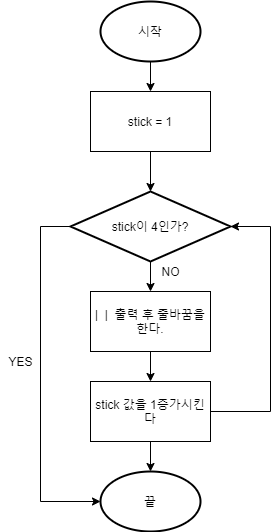 시작
stick = 1
stick이 4인가?
NO
| | 출력 후 줄바꿈을
한다.
YES
stick 값을 1증가시킨
다
끝